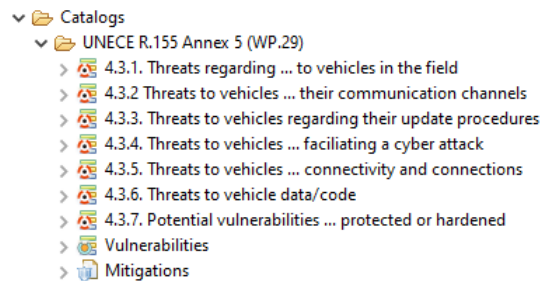 Catalogs
UNECE R.155 Annex 5 (WP.29)
4.3.1. Threats regarding ... to vehicles in the field
4.3.2 Threats to vehicles ... their communication channels
4.3.3. Threats to vehicles regarding their update procedures
4.3.4. Threats to vehicles ... faciliating a cyber attack
4.3.5. Threats to vehicles ... connectivity and connections
4.3.6. Threats to vehicle data/code
4.3.7. Potential vulnerabilities ... protected or hardened
Vulnerabilities
Mitigations